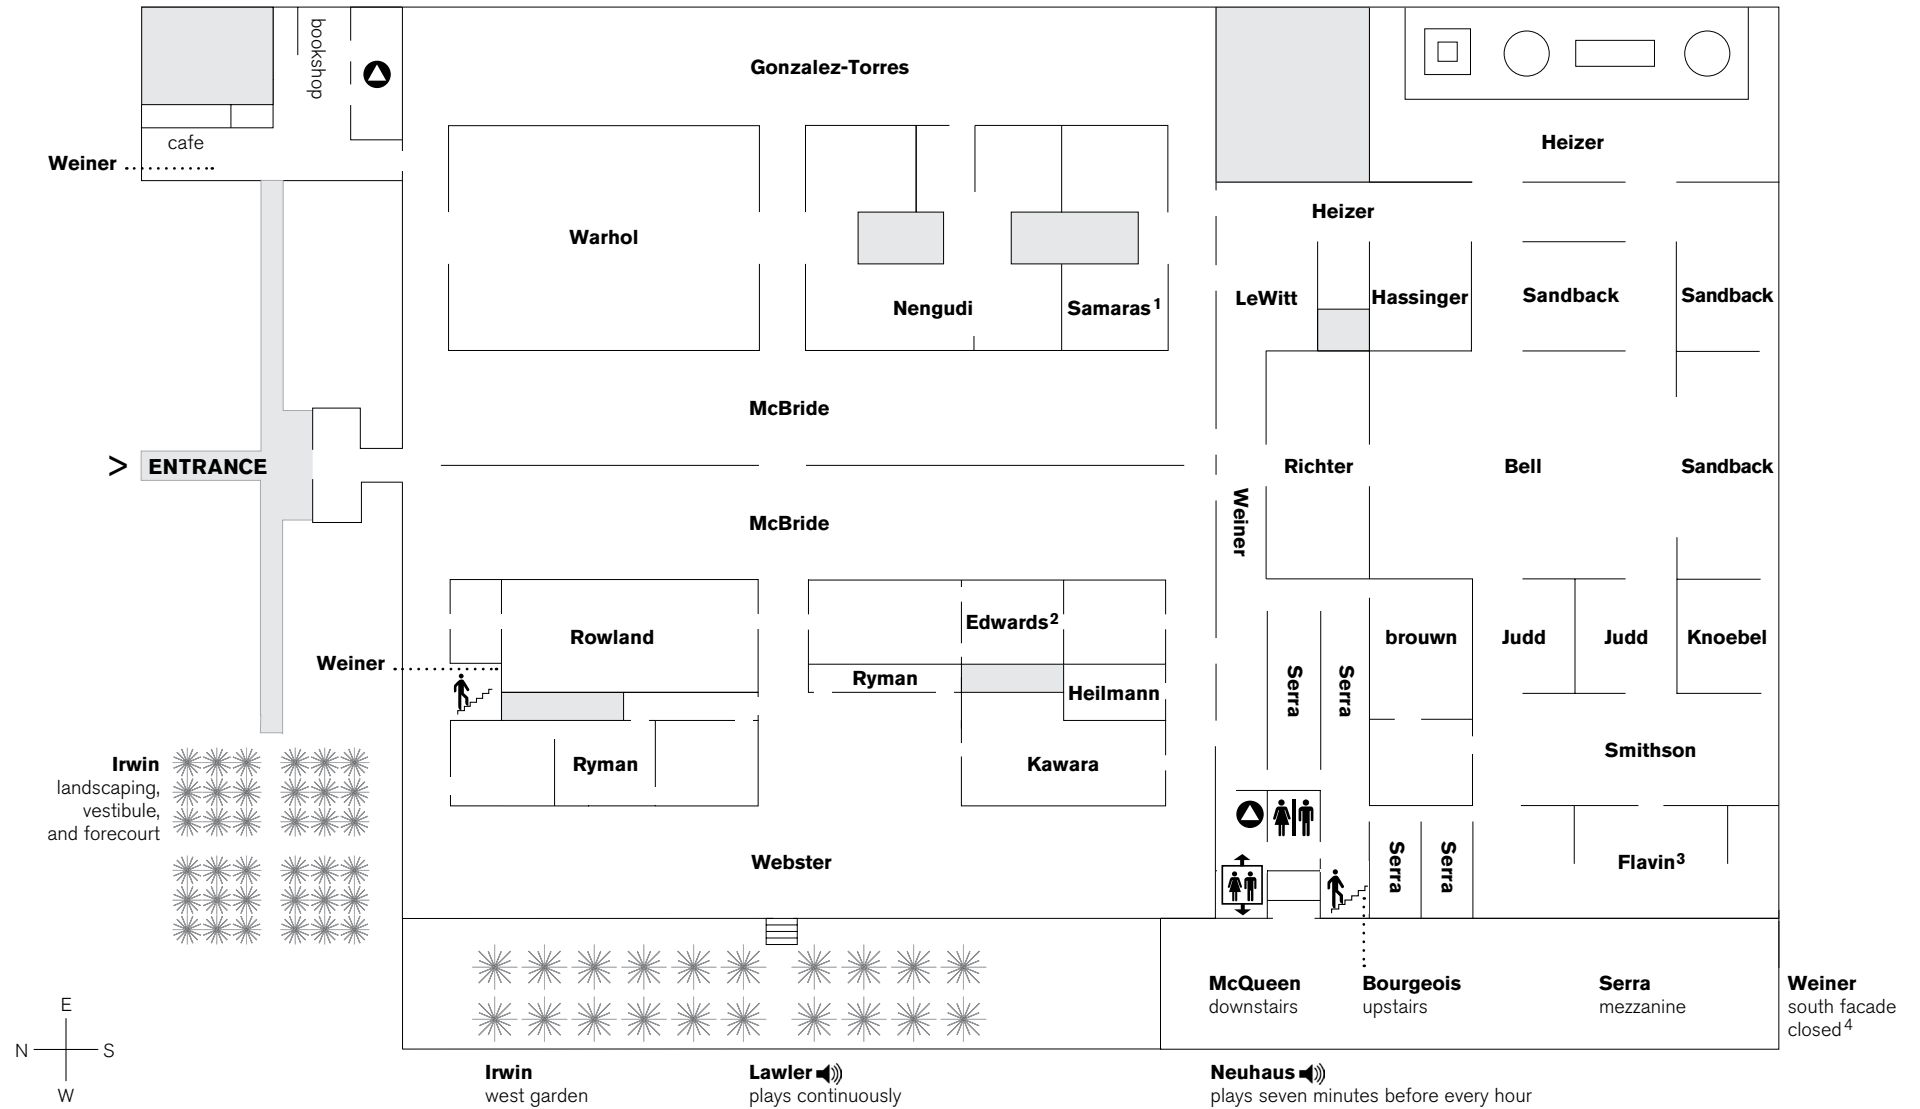 bookshop
Gonzalez-Torres
cafe
Weiner
Heizer
Heizer
Warhol
LeWitt
Hassinger
Sandback
Sandback
Nengudi
Samaras¹
McBride
> ENTRANCE
Richter
Bell
Sandback
Weiner
McBride
Edwards²
Rowland
brouwn
Judd
Judd
Knoebel
Weiner
Ryman
Heilmann
Serra
Serra
Irwin
landscaping,
vestibule,
and forecourt
Ryman
Kawara
Smithson
Webster
Serra
Serra
Flavin³
McQueen
downstairs
Bourgeois
upstairs
Serra
mezzanine
Weiner
south facade
closed⁴
E
N
S
W
Irwin
west garden
Lawler
plays continuously
Neuhaus
plays seven minutes before every hour